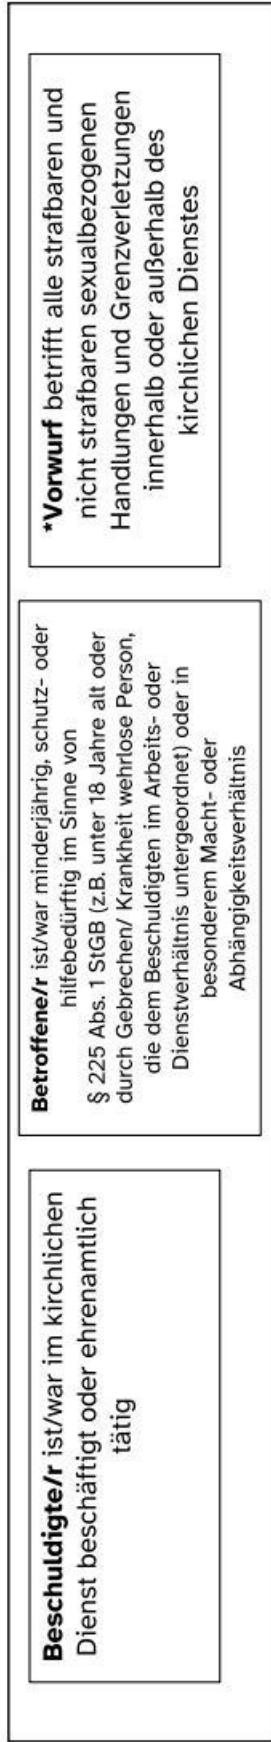 Beschuldigte/r ist/war im kirchlichen
Dienst beschäftigt oder ehrenamtlich
tätig
Betroffene/r ist/war minderjährig, schutz- oder
hilfebedürftig im Sinne von
§ 225 Abs. 1 StGB (z.B. unter 18 Jahre alt oder
durch Gebrechen/ Krankheit wehrlose Person,
die dem Beschuldigten im Arbeits- oder
Dienstverhältnis untergeordnet) oder in
besonderem Macht- oder
Abhängigkeitsverhältnis
*Vorwurf betrifft alle strafbaren und
nicht strafbaren sexualbezogenen
Handlungen und Grenzverletzungen
innerhalb oder außerhalb des
kirchlichen Dienstes